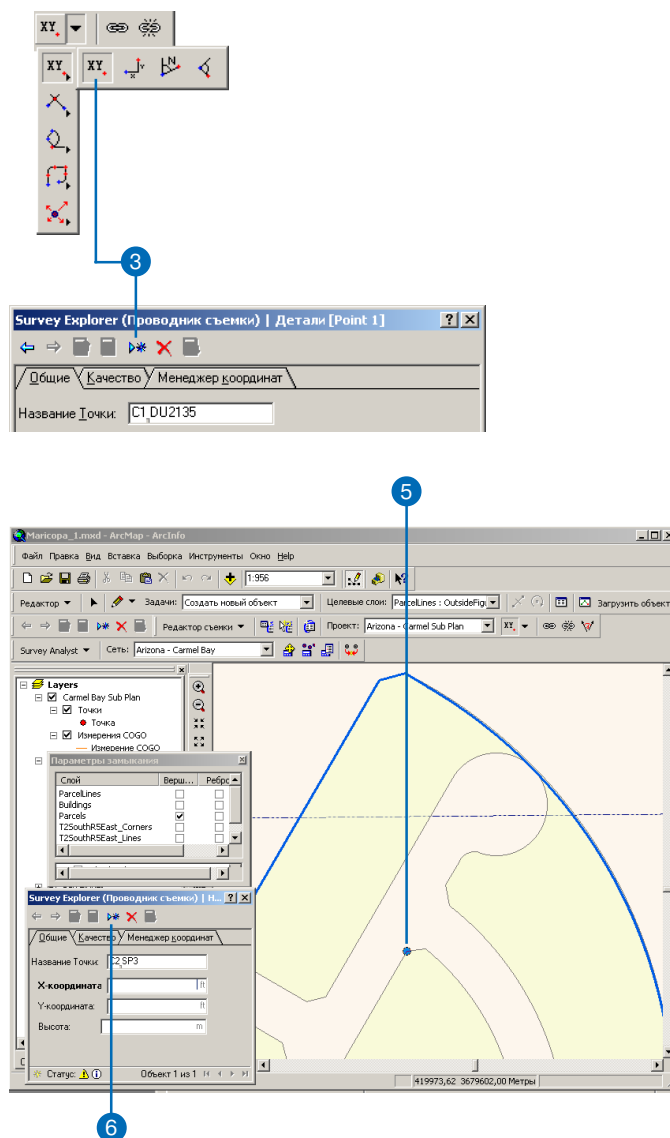 XY
XY XY x Y N
3
Survey Explorer (Проводник съемки) | Детали [Point 1]
Общие Качество Менеджер координат
Название Точки: C1,DU2135
5
Maricopa_1.mxd - ArcMap - ArcInfo
Файл Правка Вид Вставка Выборка Инструменты Окно Help
1:956
Редактор Задачи: Создать новый объект Целевые слои: ParcelLines : OutsideFigu Загрузить объект
Редактор съемки Проект: Arizona - Carmel Sub Plan XY
Survey Analyst Сеть: Arizona - Carmel Bay
Layers
Carmel Bay Sub Plan
Точки
Точка
Измерения COGO
Измерение COGO
Параметры замыкания
Слой Верш... Ребро
ParcelLines
Buildings
Parcels
T2SouthR5East_Corners
T2SouthR5East_Lines
Survey Explorer (Проводник съемки) | Н...
Общие Качество Менеджер координат
Название Точки: C2,SP3
X-координата ft
Y-координата: ft
Высота: m
Статус: Объект 1 из 1
419973,62 3679602,00 Метры
6